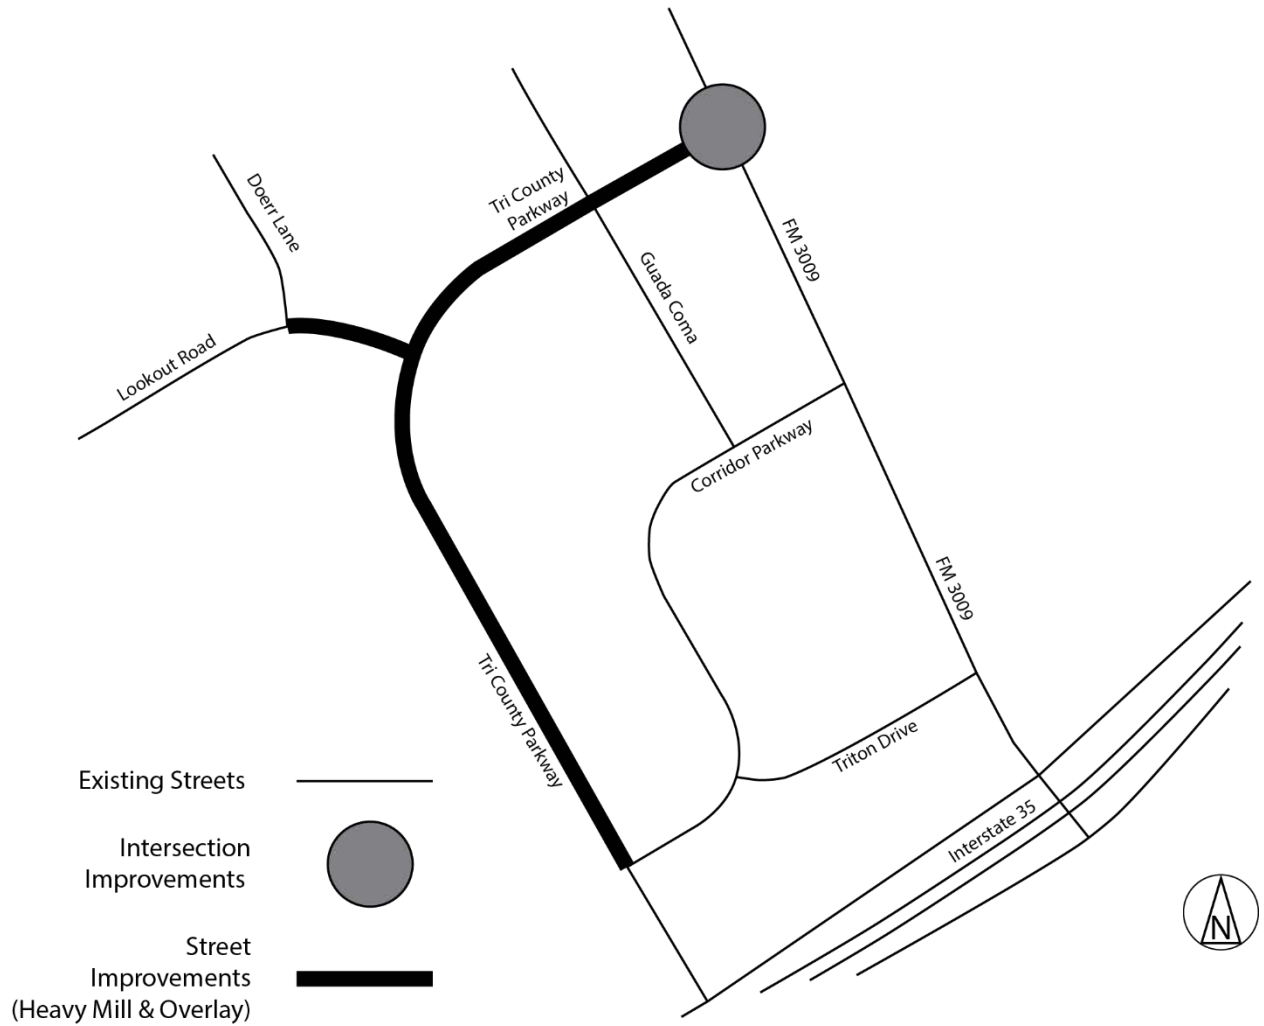 Tri County
Parkway
Doerr Lane
FM 3009
Guada Coma
Lookout Road
Corridor Parkway
FM 3009
Tri County Parkway
Triton Drive
Existing Streets
Interstate 35
Intersection
Improvements
N
Street
Improvements
(Heavy Mill & Overlay)